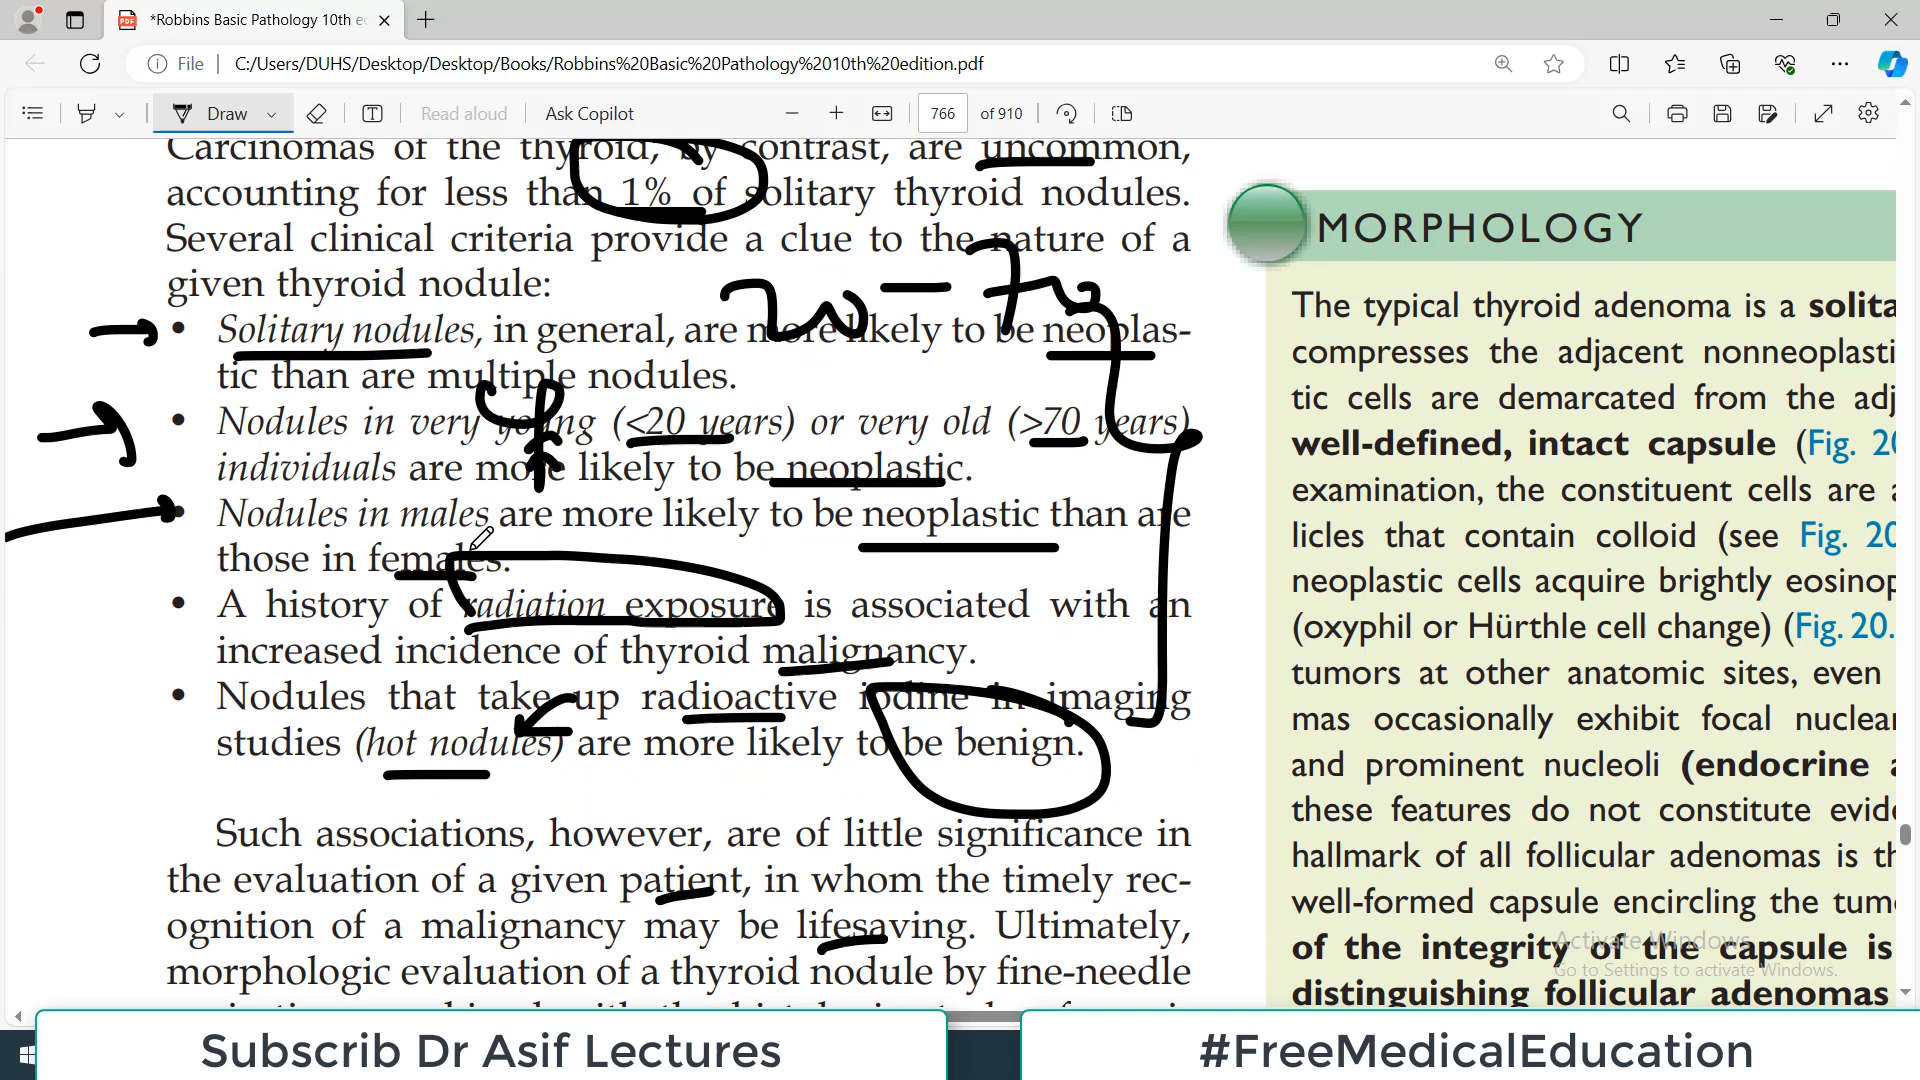 *Robbins Basic Pathology 10th e
File
C:/Users/DUHS/Desktop/Desktop/Books/Robbins%20Basic%20Pathology%2010th%20edition.pdf
Draw
Read aloud
Ask Copilot
766
of 910
Carcinomas of the thyroid, by contrast, are uncommon,
accounting for less than 1% of solitary thyroid nodules.
Several clinical criteria provide a clue to the nature of a
given thyroid nodule:
20 – 70
• Solitary nodules, in general, are more likely to be neoplas-
tic than are multiple nodules.
• Nodules in very young (<20 years) or very old (>70 years)
individuals are more likely to be neoplastic.
• Nodules in males are more likely to be neoplastic than are
those in females.
• A history of radiation exposure is associated with an
increased incidence of thyroid malignancy.
• Nodules that take up radioactive iodine in imaging
studies (hot nodules) are more likely to be benign.
Such associations, however, are of little significance in
the evaluation of a given patient, in whom the timely rec-
ognition of a malignancy may be lifesaving. Ultimately,
morphologic evaluation of a thyroid nodule by fine-needle
MORPHOLOGY
The typical thyroid adenoma is a solita
compresses the adjacent nonneoplasti
tic cells are demarcated from the adj
well-defined, intact capsule (Fig. 20
examination, the constituent cells are a
licles that contain colloid (see Fig. 20
neoplastic cells acquire brightly eosinop
(oxyphil or Hürthle cell change) (Fig. 20.
tumors at other anatomic sites, even
mas occasionally exhibit focal nuclear
and prominent nucleoli (endocrine a
these features do not constitute evide
hallmark of all follicular adenomas is th
well-formed capsule encircling the tum
of the integrity of the capsule is
distinguishing follicular adenomas
Activate Windows
Go to Settings to activate Windows.
Subscrib Dr Asif Lectures
#FreeMedicalEducation